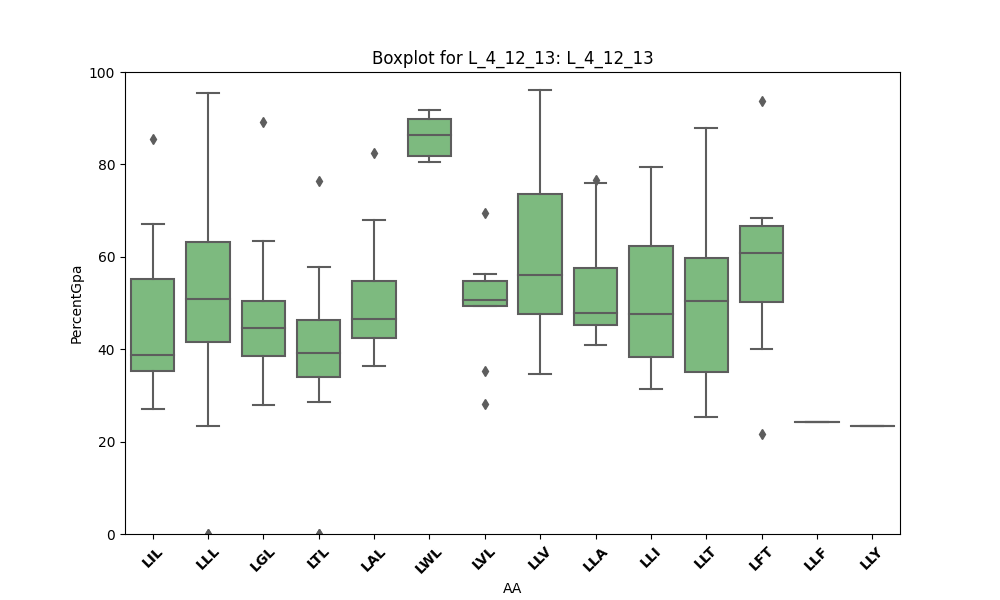 Boxplot for L_4_12_13: L_4_12_13
PercentGpa
100
80
60
40
20
0
LIL LLL LGL LTL LAL LWL LVL LLV LLA LLI LLT LFT LLF LLY
AA